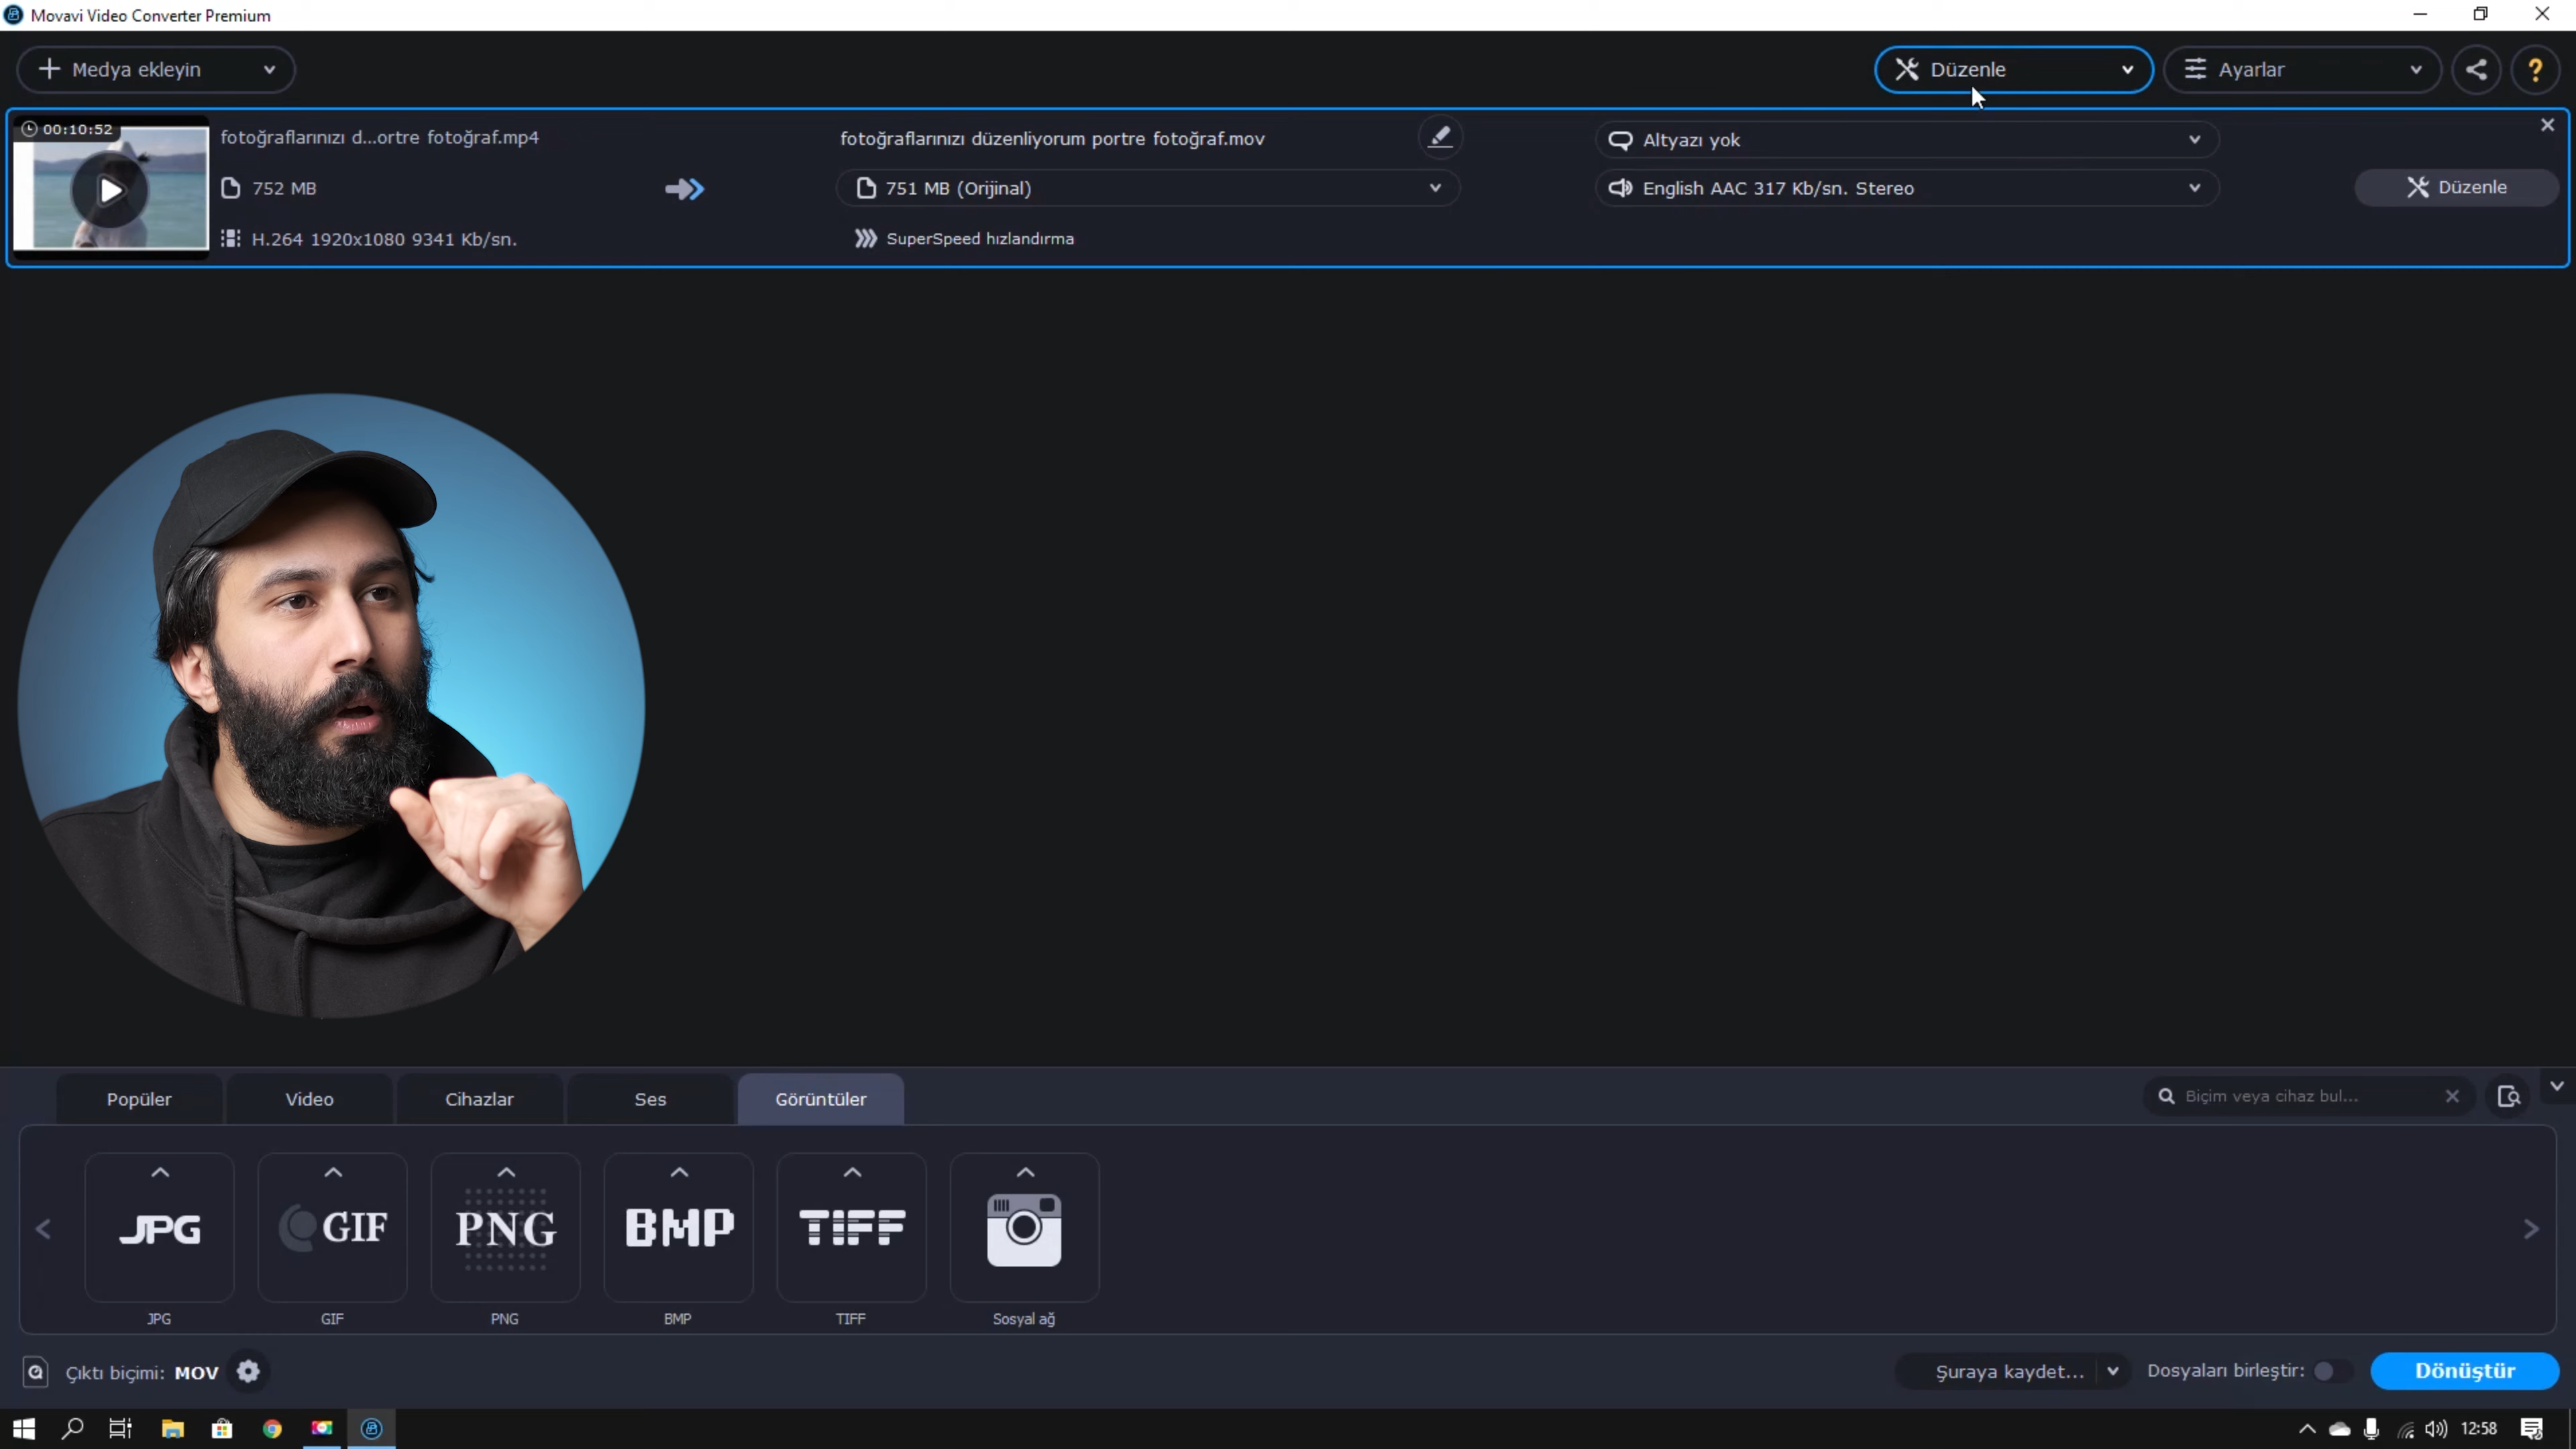 Movavi Video Converter Premium
Medya ekleyin
Düzenle
Ayarlar
?
00:10:52
fotoğraflarınızı d...ortre fotoğraf.mp4
752 MB
H.264 1920x1080 9341 Kb/sn.
fotoğraflarınızı düzenliyorum portre fotoğraf.mov
751 MB (Orijinal)
SuperSpeed hızlandırma
Altyazı yok
English AAC 317 Kb/sn. Stereo
Düzenle
Popüler
Video
Cihazlar
Ses
Görüntüler
Biçim veya cihaz bul...
JPG
GIF
PNG
BMP
TIFF
JPG
GIF
PNG
BMP
TIFF
Sosyal ağ
Çıktı biçimi: MOV
Şuraya kaydet...
Dosyaları birleştir:
Dönüştür
12:58